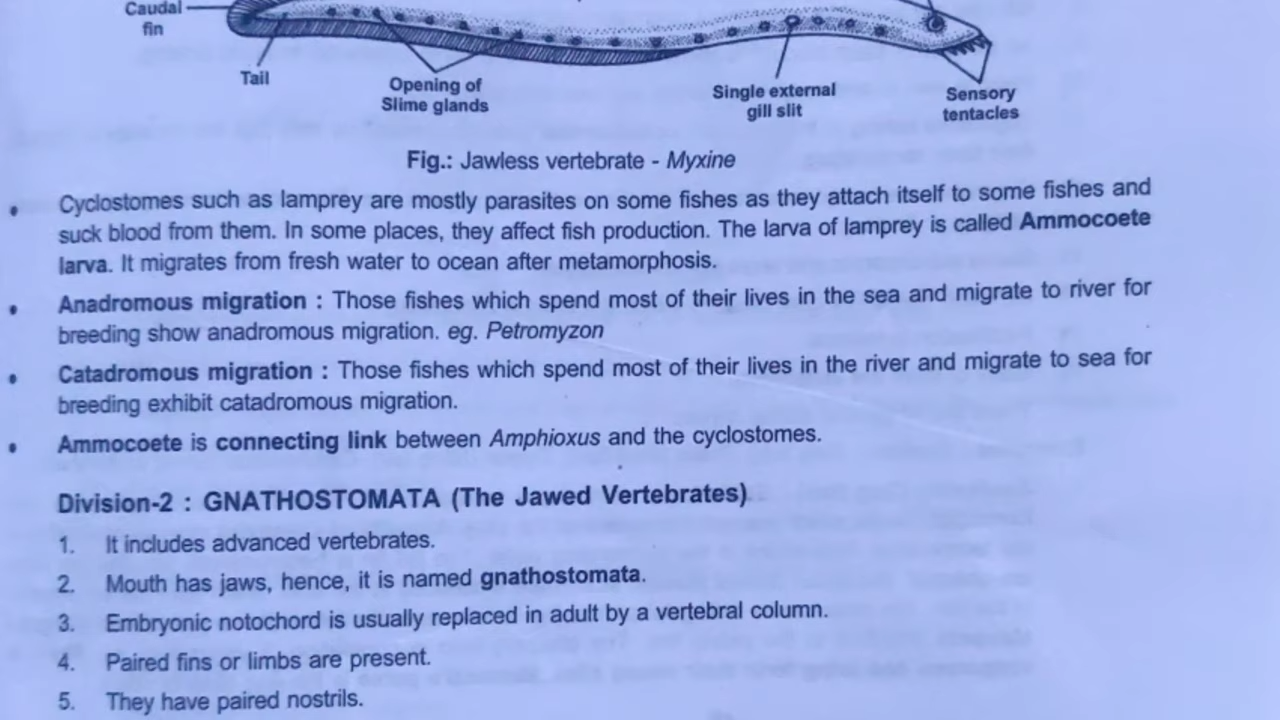 Caudal
fin
Tail
Opening of
Slime glands
Single external
gill slit
Sensory
tentacles
Fig.: Jawless vertebrate - Myxine
• Cyclostomes such as lamprey are mostly parasites on some fishes as they attach itself to some fishes and
suck blood from them. In some places, they affect fish production. The larva of lamprey is called Ammocoete
larva. It migrates from fresh water to ocean after metamorphosis.
• Anadromous migration : Those fishes which spend most of their lives in the sea and migrate to river for
breeding show anadromous migration. eg. Petromyzon
• Catadromous migration : Those fishes which spend most of their lives in the river and migrate to sea for
breeding exhibit catadromous migration.
• Ammocoete is connecting link between Amphioxus and the cyclostomes.
Division-2 : GNATHOSTOMATA (The Jawed Vertebrates)
1. It includes advanced vertebrates.
2. Mouth has jaws, hence, it is named gnathostomata.
3. Embryonic notochord is usually replaced in adult by a vertebral column.
4. Paired fins or limbs are present.
5. They have paired nostrils.